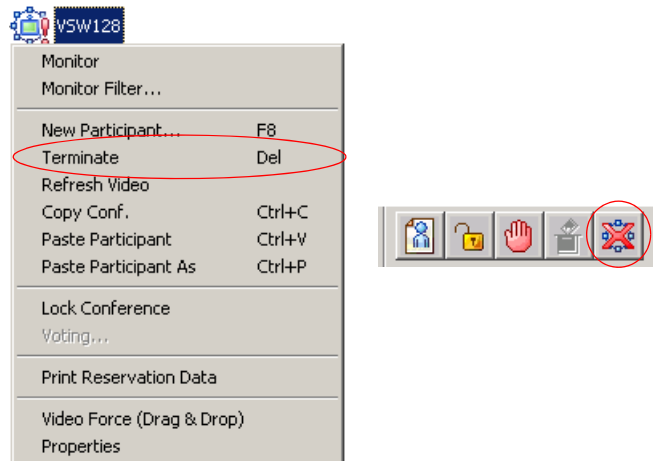 VSW128
Monitor
Monitor Filter...
New Participant... F8
Terminate Del
Refresh Video
Copy Conf. Ctrl+C
Paste Participant Ctrl+V
Paste Participant As Ctrl+P
Lock Conference
Voting...
Print Reservation Data
Video Force (Drag & Drop)
Properties